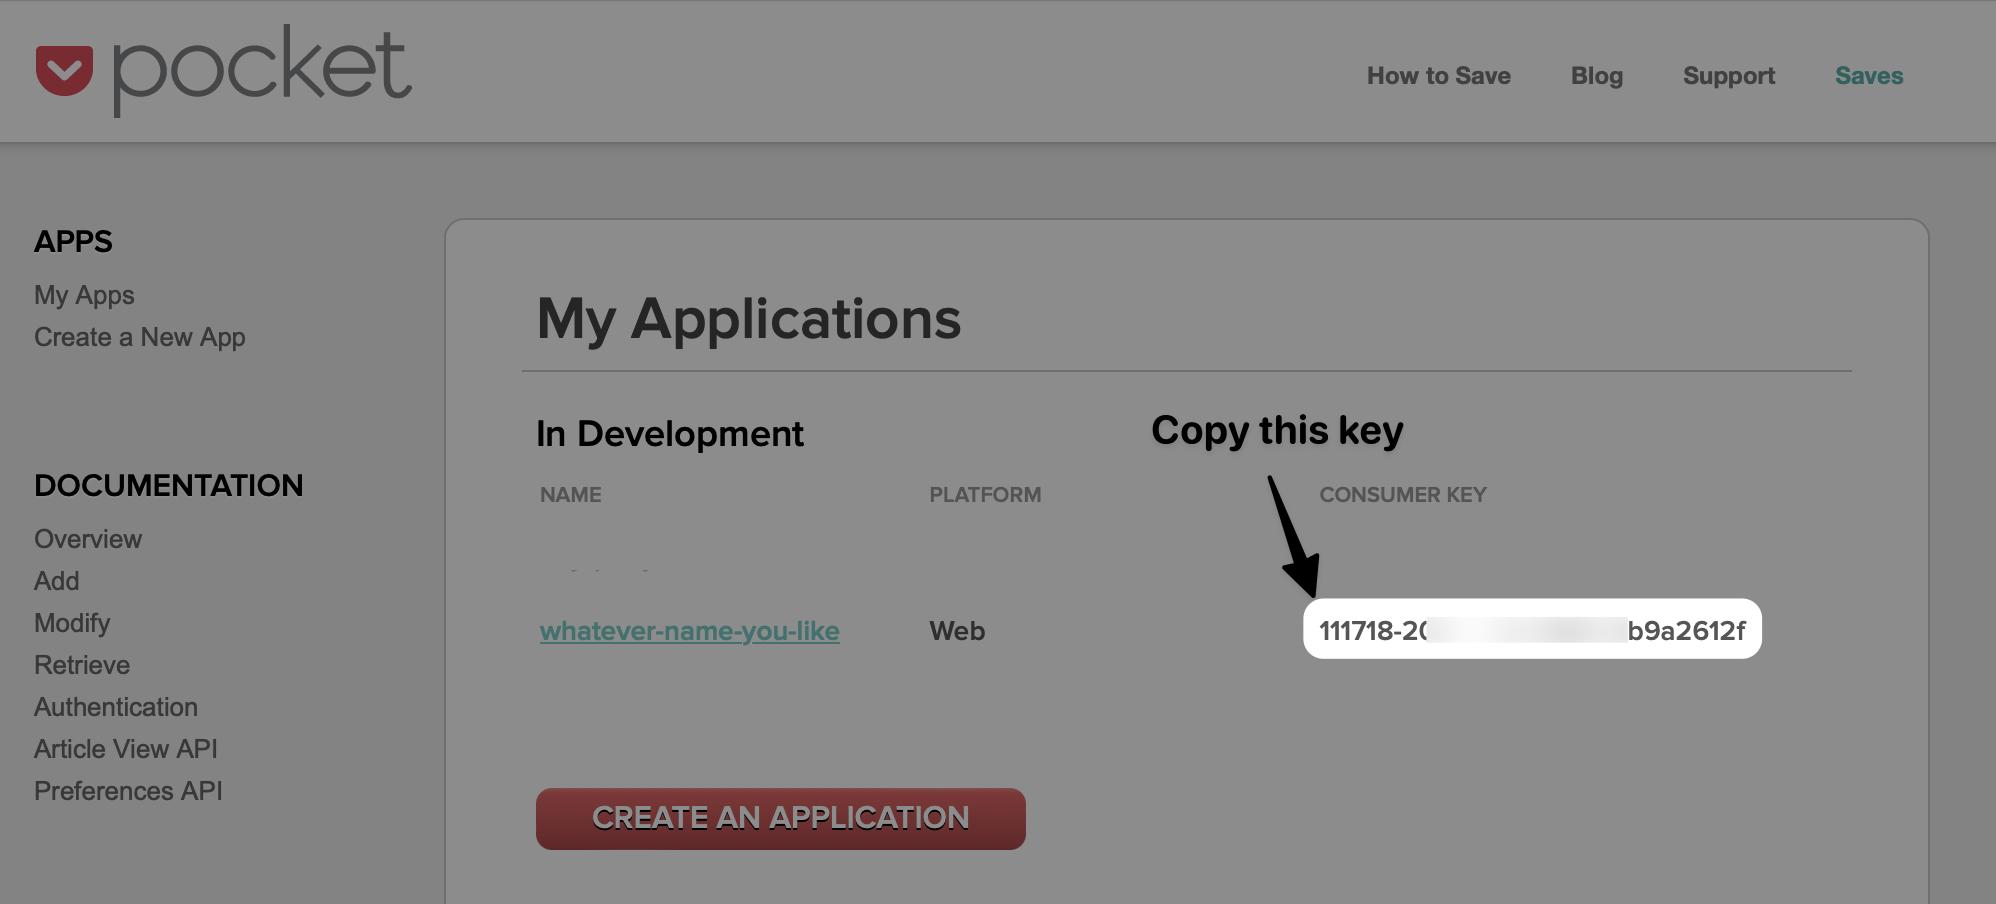 pocket
How to Save
Blog
Support
Saves
APPS
My Apps
Create a New App
DOCUMENTATION
Overview
Add
Modify
Retrieve
Authentication
Article View API
Preferences API
My Applications
In Development
Copy this key
NAME
PLATFORM
CONSUMER KEY
whatever-name-you-like
Web
111718-20
b9a2612f
CREATE AN APPLICATION